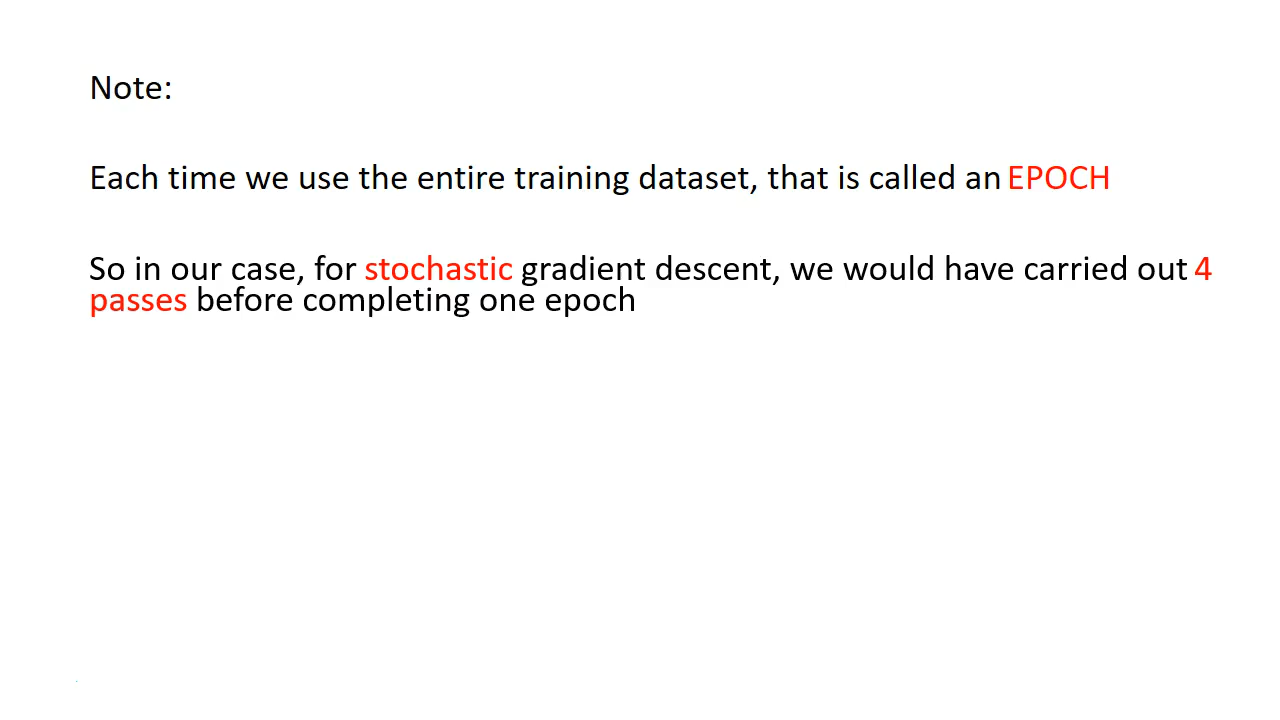 Note:
Each time we use the entire training dataset, that is called an EPOCH
So in our case, for stochastic gradient descent, we would have carried out 4
passes before completing one epoch